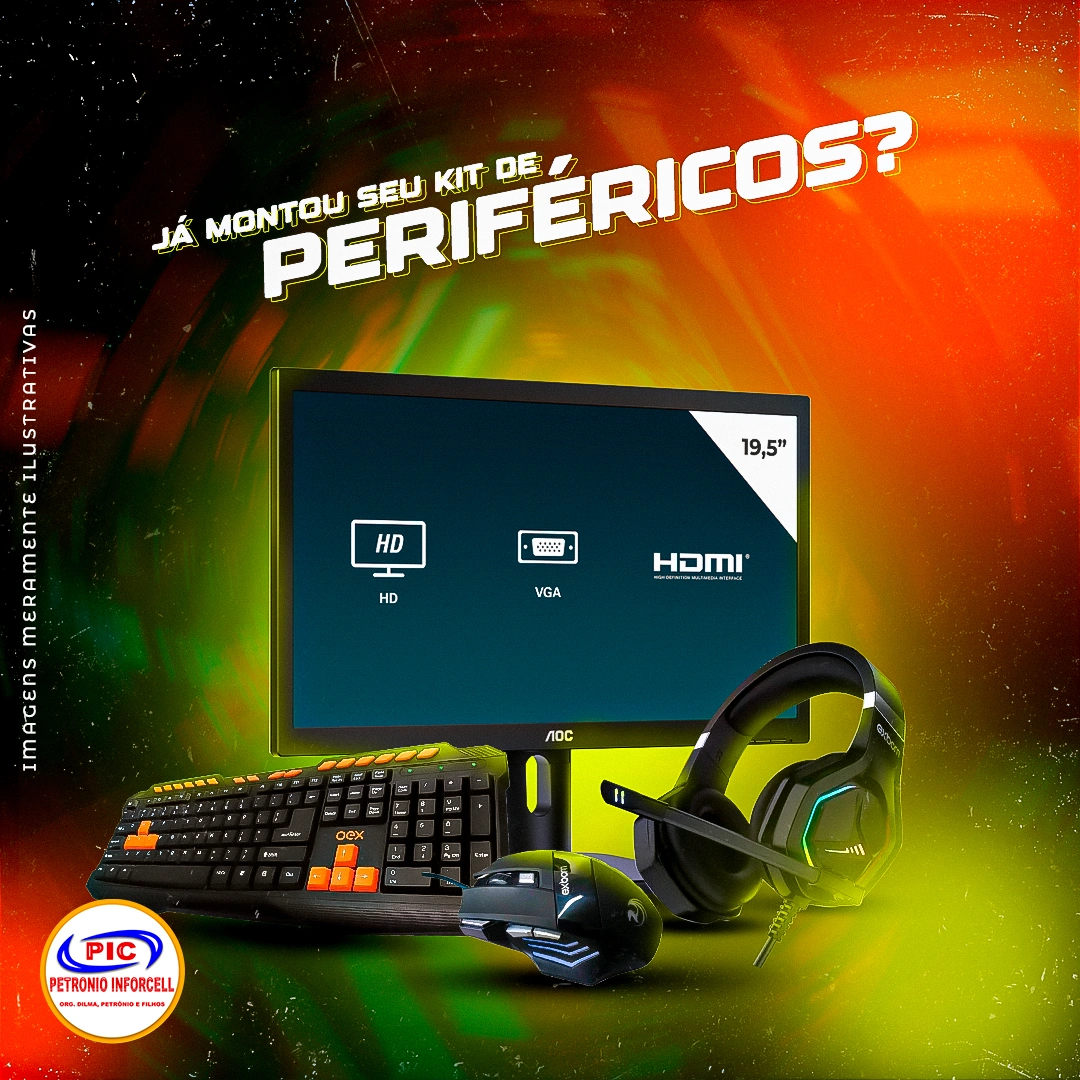 JÁ MONTOU SEU KIT DE
PERIFÉRICOS?
IMAGENS MERAMENTE ILUSTRATIVAS
19,5”
HD
HD
VGA
HDMI®
HIGH-DEFINITION MULTIMEDIA INTERFACE
AOC
exbom
oex
exbom
PIC
PETRONIO INFORCELL
ORG. DILMA, PETRÔNIO E FILHOS